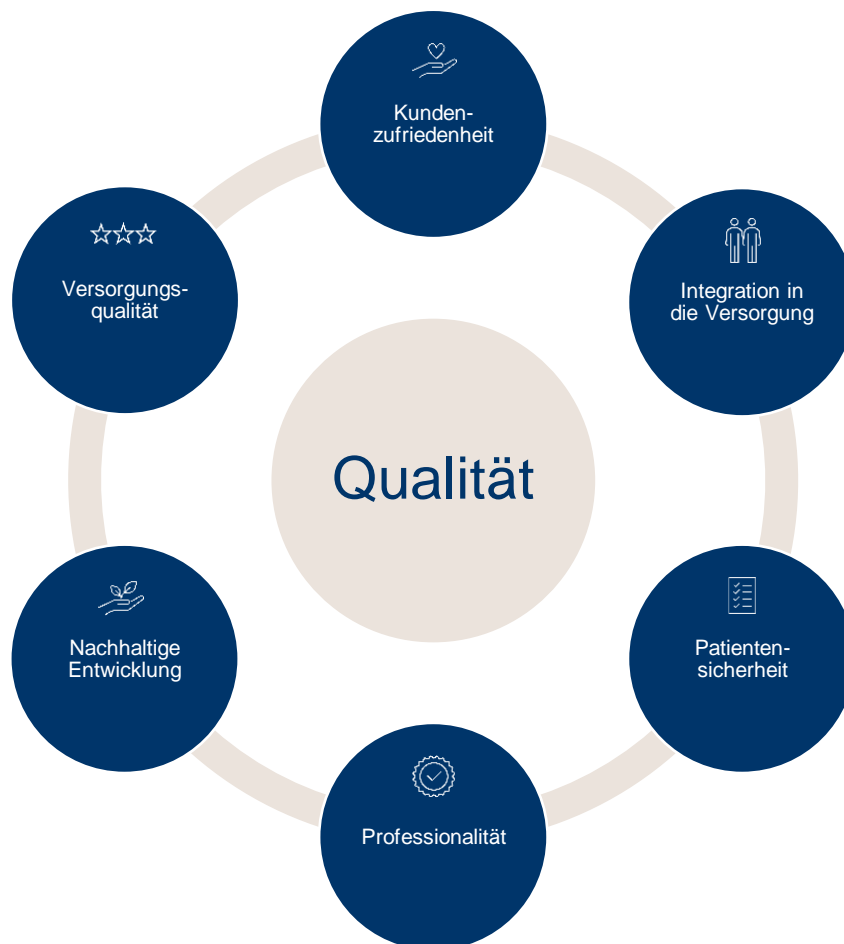 Kunden-
zufriedenheit
Versorgungs-
qualität
Integration in
die Versorgung
Qualität
Nachhaltige
Entwicklung
Patienten-
sicherheit
Professionalität